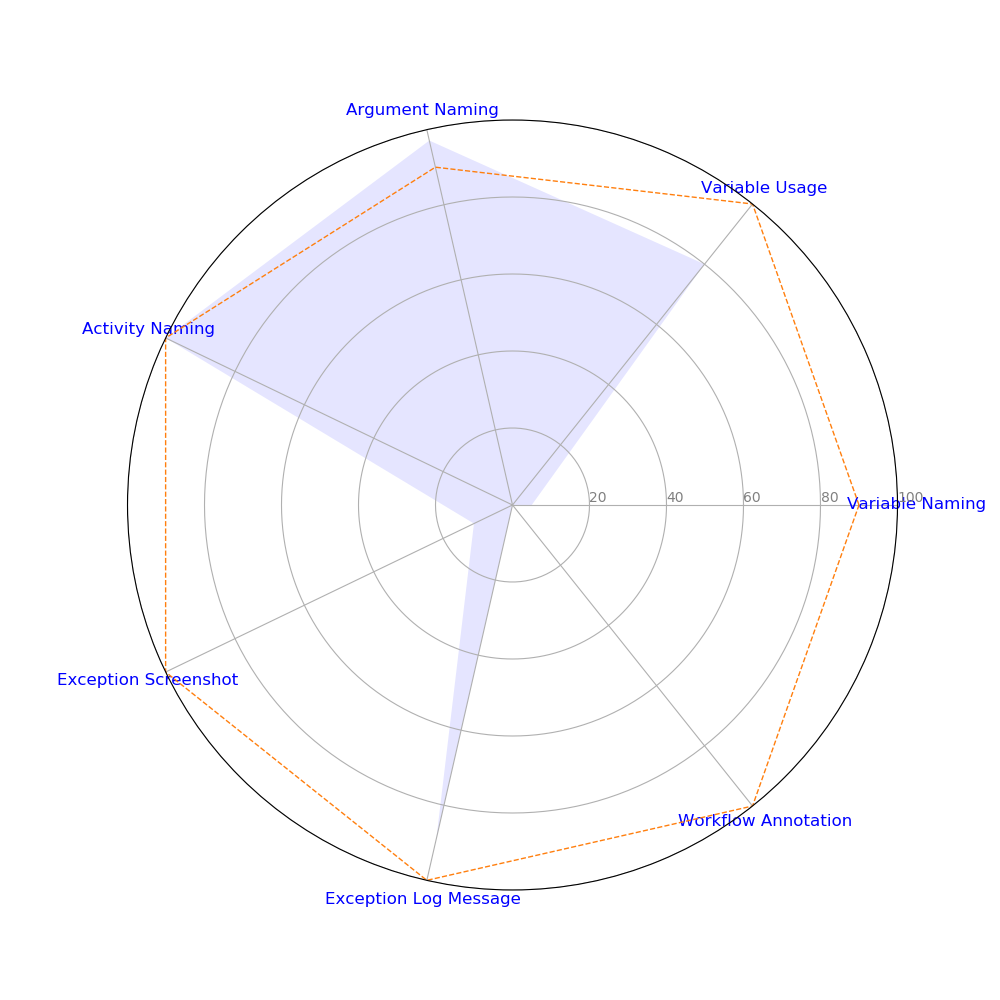 Argument Naming
Variable Usage
Activity Naming
20
40
60
80
100
Variable Naming
Exception Screenshot
Workflow Annotation
Exception Log Message